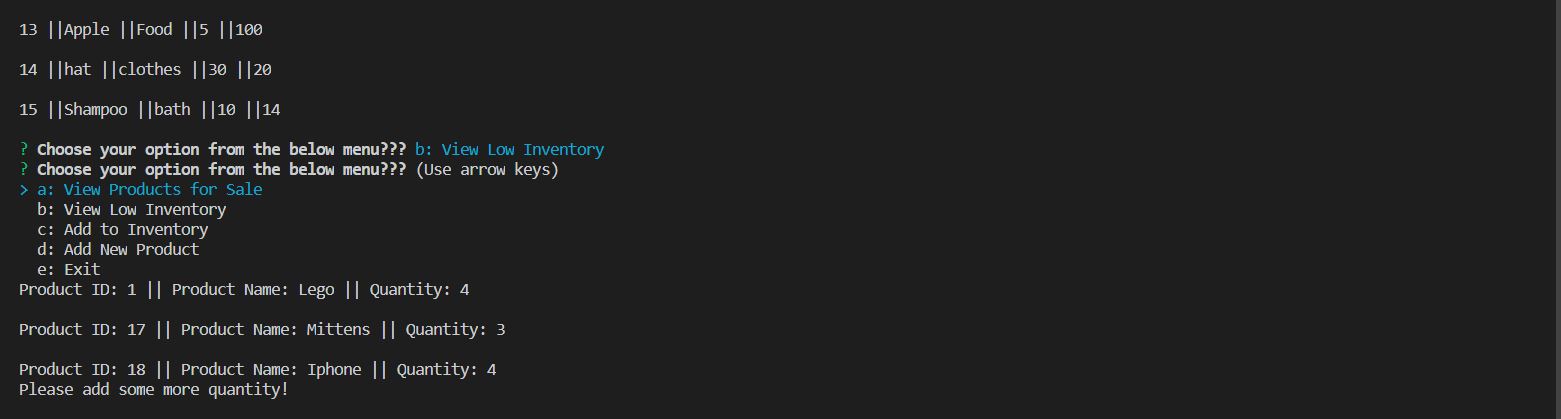 13 ||Apple ||Food ||5 ||100
14 ||hat ||clothes ||30 ||20
15 ||Shampoo ||bath ||10 ||14
? Choose your option from the below menu??? b: View Low Inventory
? Choose your option from the below menu??? (Use arrow keys)
> a: View Products for Sale
b: View Low Inventory
c: Add to Inventory
d: Add New Product
e: Exit
Product ID: 1 || Product Name: Lego || Quantity: 4
Product ID: 17 || Product Name: Mittens || Quantity: 3
Product ID: 18 || Product Name: Iphone || Quantity: 4
Please add some more quantity!